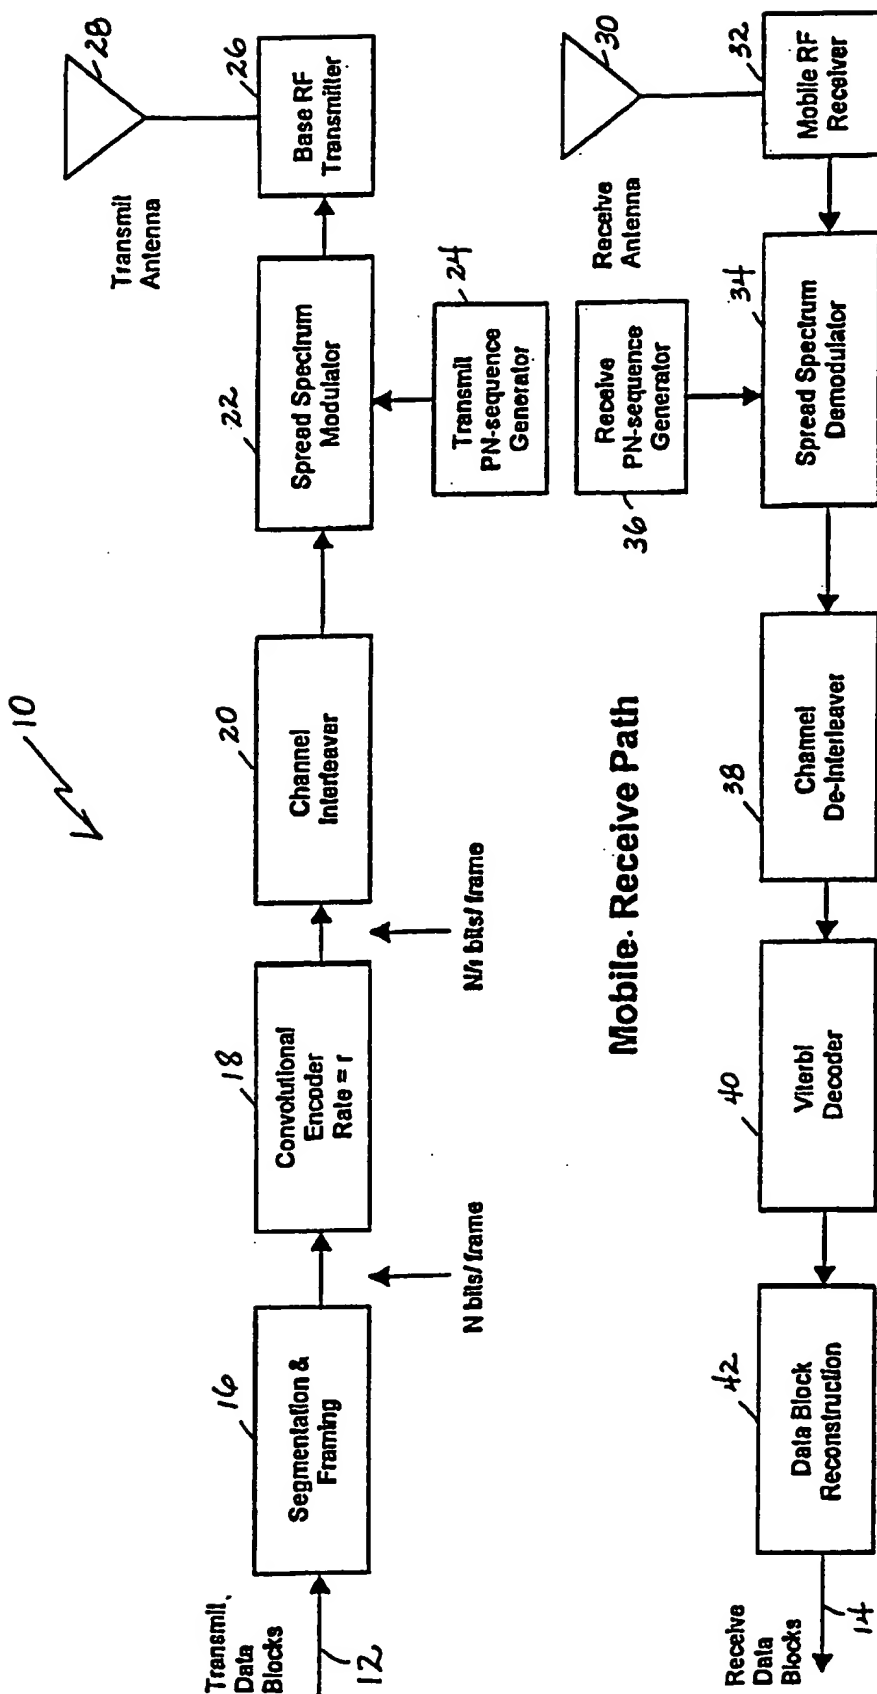 10
Transmit
Data
Blocks
12
16
Segmentation &
Framing
N bits/ frame
18
Convolutional
Encoder
Rate = r
N/r bits/ frame
20
Channel
Interleaver
22
Spread Spectrum
Modulator
24
Transmit
PN-sequence
Generator
26
Base RF
Transmitter
Transmit
Antenna
28
Mobile- Receive Path
30
Receive
Antenna
32
Mobile RF
Receiver
34
Spread Spectrum
Demodulator
36
Receive
PN-sequence
Generator
38
Channel
De-Interleaver
40
Viterbi
Decoder
42
Data Block
Reconstruction
Receive
Data
Blocks
14